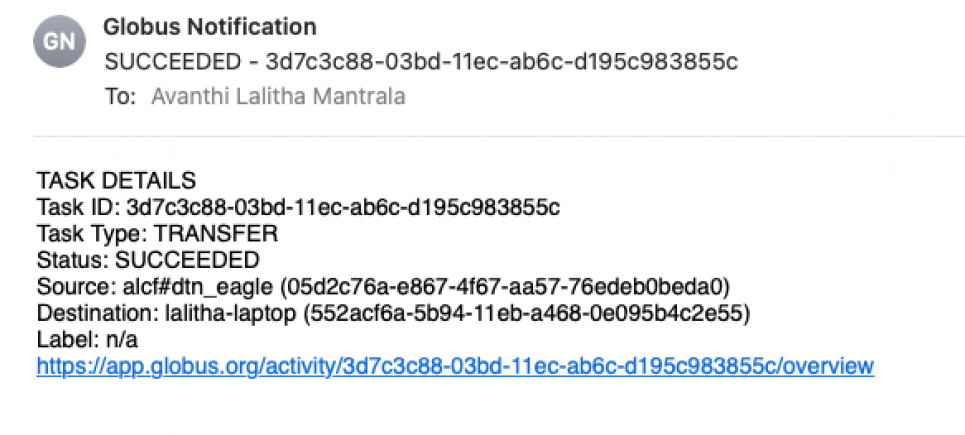 GN
Globus Notification
SUCCEEDED - 3d7c3c88-03bd-11ec-ab6c-d195c983855c
To: Avanthi Lalitha Mantrala
TASK DETAILS
Task ID: 3d7c3c88-03bd-11ec-ab6c-d195c983855c
Task Type: TRANSFER
Status: SUCCEEDED
Source: alcf#dtn_eagle (05d2c76a-e867-4f67-aa57-76edeb0beda0)
Destination: lalitha-laptop (552acf6a-5b94-11eb-a468-0e095b4c2e55)
Label: n/a
https://app.globus.org/activity/3d7c3c88-03bd-11ec-ab6c-d195c983855c/overview